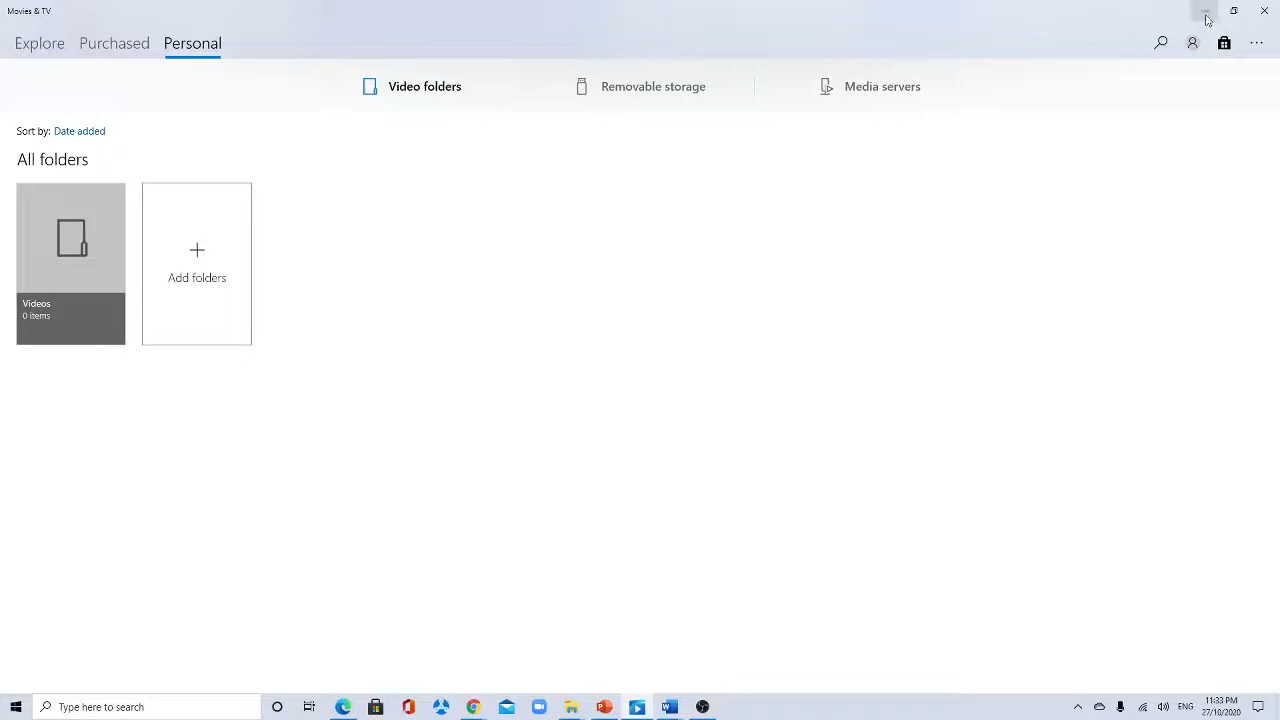 Movies & TV
Explore Purchased Personal
Video folders Removable storage Media servers
Sort by: Date added
All folders
Add folders
Videos
0 items
Type here to search
ENG
11:33 PM
27/10/2020